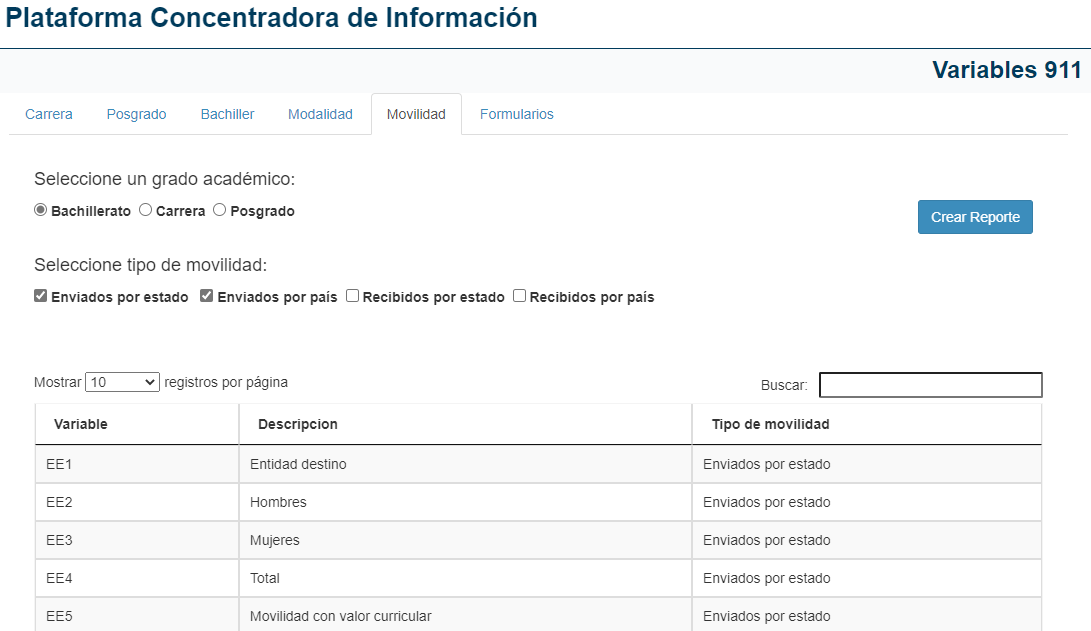 Plataforma Concentradora de Información
Variables 911
Carrera Posgrado Bachiller Modalidad Movilidad Formularios
Seleccione un grado académico:
Bachillerato Carrera Posgrado
Crear Reporte
Seleccione tipo de movilidad:
Enviados por estado Enviados por país Recibidos por estado Recibidos por país
Mostrar 10 registros por página
Buscar:
Variable Descripcion Tipo de movilidad
EE1 Entidad destino Enviados por estado
EE2 Hombres Enviados por estado
EE3 Mujeres Enviados por estado
EE4 Total Enviados por estado
EE5 Movilidad con valor curricular Enviados por estado